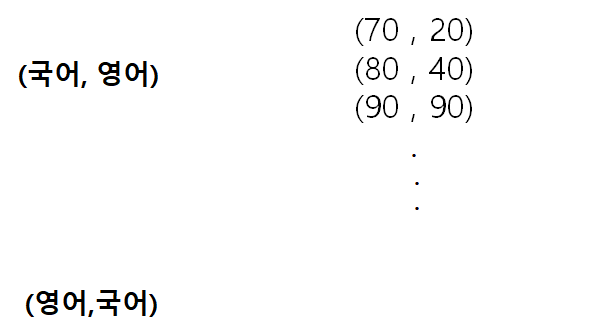 (70 , 20)
(국어, 영어)
(80 , 40)
(90 , 90)
.
.
.
(영어,국어)